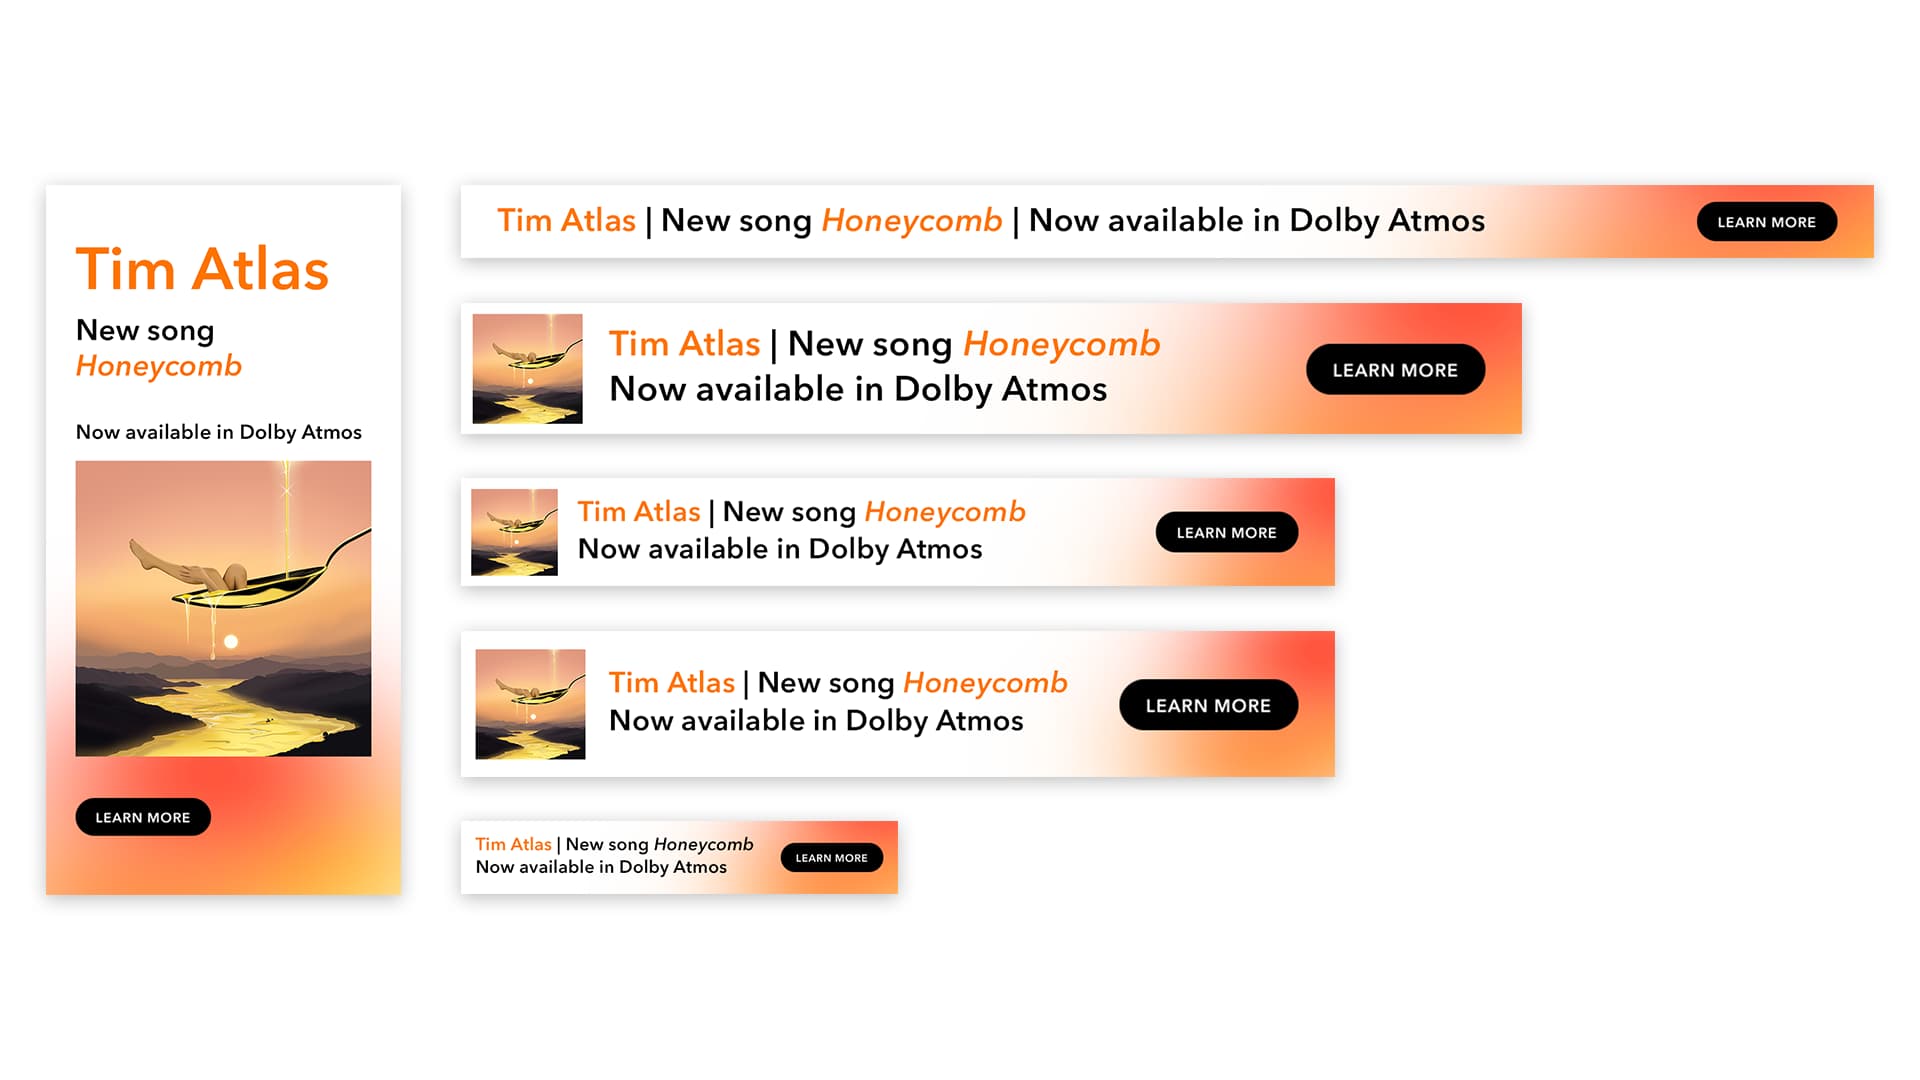 Tim Atlas
New song
Honeycomb
Now available in Dolby Atmos
LEARN MORE
Tim Atlas | New song Honeycomb | Now available in Dolby Atmos
LEARN MORE
Tim Atlas | New song Honeycomb
Now available in Dolby Atmos
LEARN MORE
Tim Atlas | New song Honeycomb
Now available in Dolby Atmos
LEARN MORE
Tim Atlas | New song Honeycomb
Now available in Dolby Atmos
LEARN MORE
Tim Atlas | New song Honeycomb
Now available in Dolby Atmos
LEARN MORE